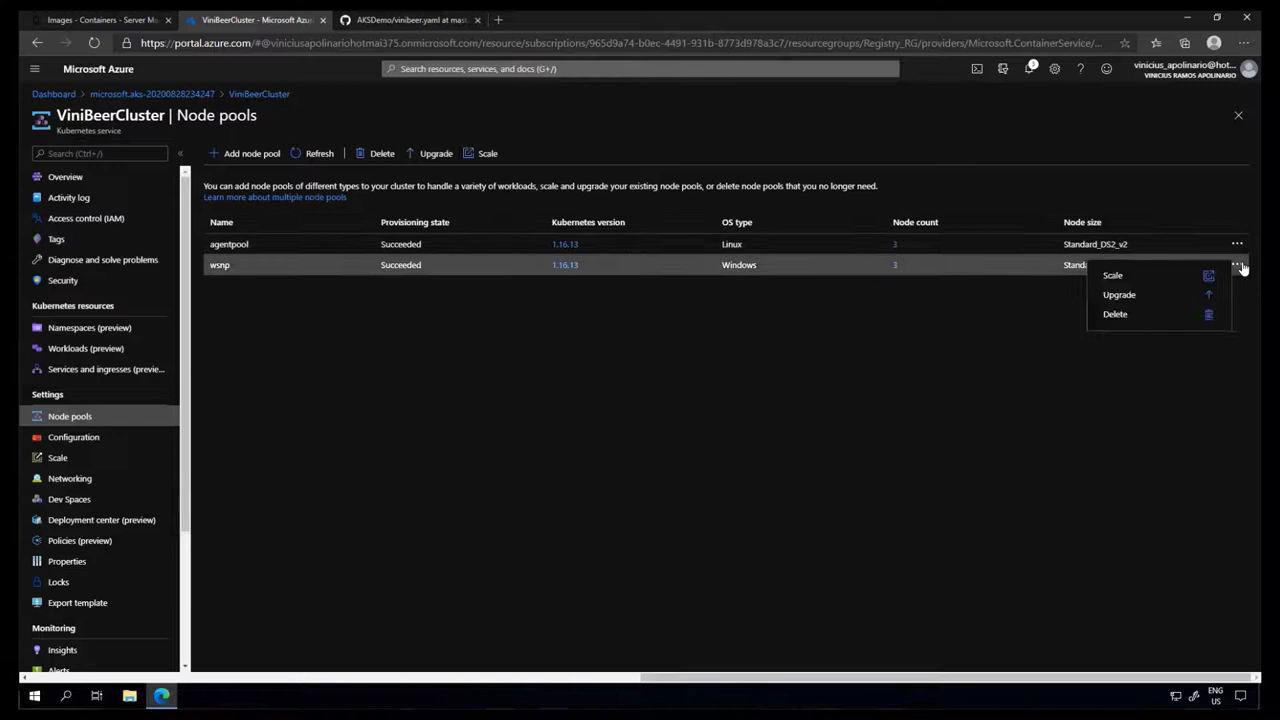 Images - Containers - Server Ma
ViniBeerCluster - Microsoft Azu
AKSDemo/vinibeer.yaml at mast
https://portal.azure.com/#@viniciusapolinariohotmai375.onmicrosoft.com/resource/subscriptions/965d9a74-b0ec-4491-931b-8773d978a3c7/resourcegroups/Registry_RG/providers/Microsoft.ContainerService/...
Microsoft Azure
Search resources, services, and docs (G+/)
vinicius_apolinario@hot...
VINICIUS RAMOS APOLINARIO
Dashboard > microsoft.aks-20200828234247 > ViniBeerCluster
ViniBeerCluster | Node pools
Kubernetes service
Search (Ctrl+/)
«
Add node pool
Refresh
Delete
Upgrade
Scale
You can add node pools of different types to your cluster to handle a variety of workloads, scale and upgrade your existing node pools, or delete node pools that you no longer need.
Learn more about multiple node pools
Name Provisioning state Kubernetes version OS type Node count Node size
agentpool Succeeded 1.16.13 Linux 3 Standard_DS2_v2 ...
wsnp Succeeded 1.16.13 Windows 3 Standa
Scale
Upgrade
Delete
Overview
Activity log
Access control (IAM)
Tags
Diagnose and solve problems
Security
Kubernetes resources
Namespaces (preview)
Workloads (preview)
Services and ingresses (previe...
Settings
Node pools
Configuration
Scale
Networking
Dev Spaces
Deployment center (preview)
Policies (preview)
Properties
Locks
Export template
Monitoring
Insights
Alerts
ENG
US